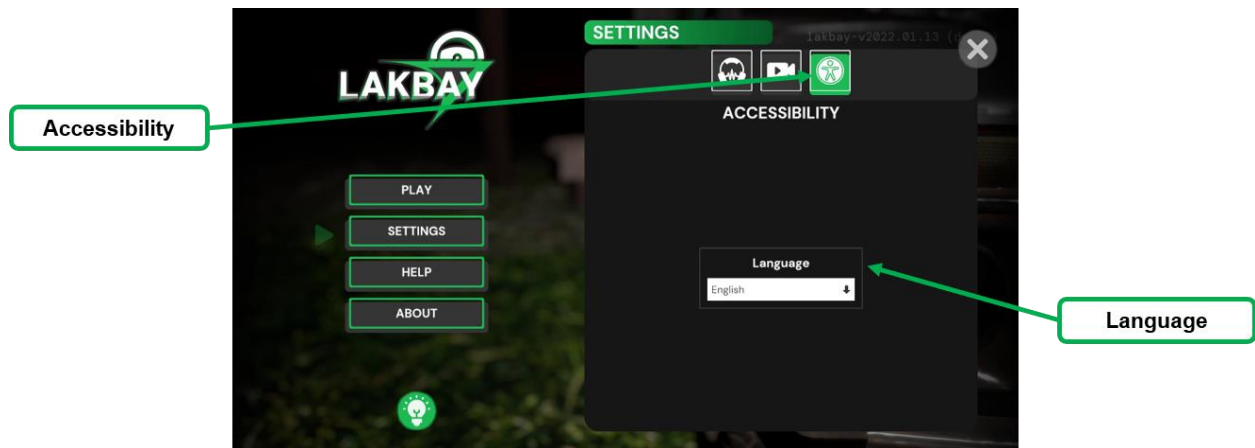 SETTINGS
lakbay-v2022.01.13
LAKBAY
ACCESSIBILITY
Accessibility
PLAY
SETTINGS
HELP
ABOUT
Language
English
Language